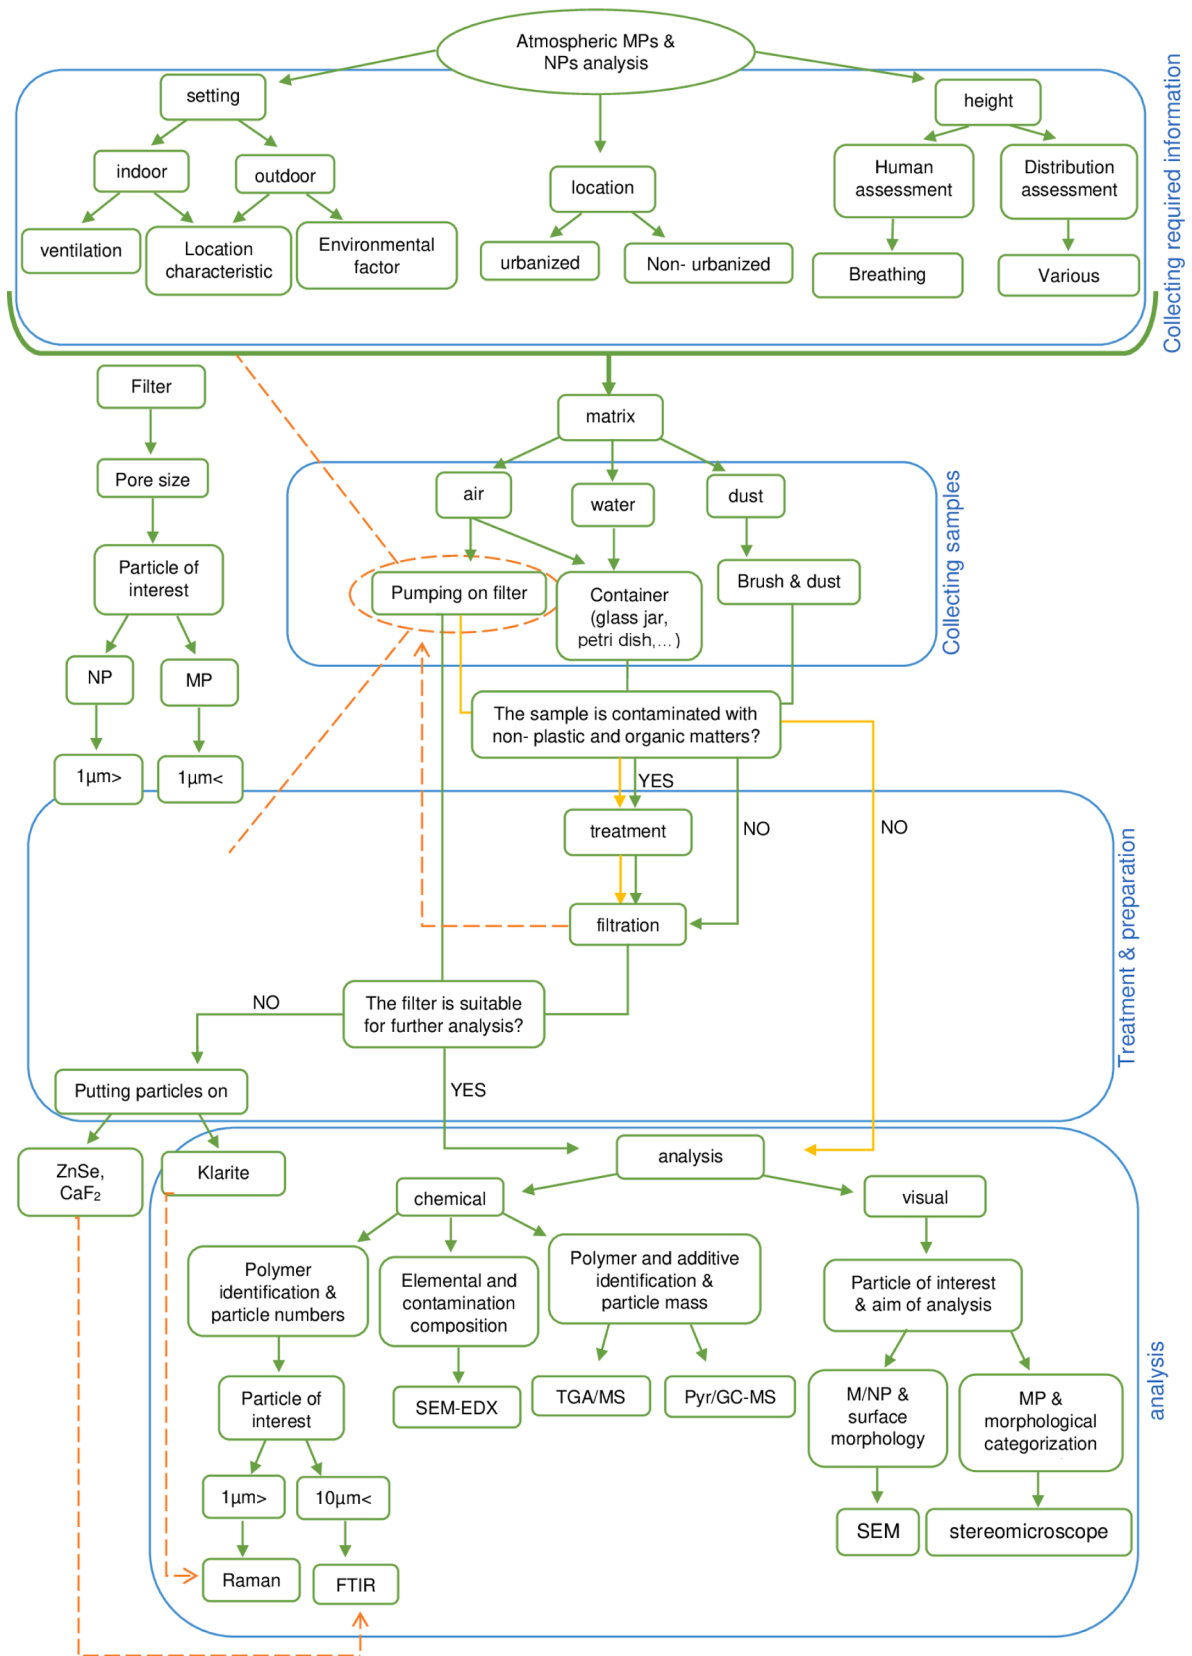 Atmospheric MPs &
NPs analysis
Collecting required information
setting
height
indoor
outdoor
location
Human
assessment
Distribution
assessment
ventilation
Location
characteristic
Environmental
factor
urbanized
Non- urbanized
Breathing
Various
Filter
matrix
Pore size
air
water
dust
Collecting samples
Particle of
interest
Pumping on filter
Container
(glass jar,
petri dish,...)
Brush & dust
NP
MP
The sample is contaminated with
non- plastic and organic matters?
1µm>
1µm<
YES
NO
NO
treatment
filtration
Treatment & preparation
The filter is suitable
for further analysis?
NO
YES
Putting particles on
ZnSe,
CaF₂
Klarite
analysis
chemical
visual
Polymer
identification &
particle numbers
Elemental and
contamination
composition
Polymer and additive
identification &
particle mass
Particle of interest
& aim of analysis
Particle of
interest
SEM-EDX
TGA/MS
Pyr/GC-MS
M/NP &
surface
morphology
MP &
morphological
categorization
analysis
1µm>
10µm<
SEM
stereomicroscope
Raman
FTIR